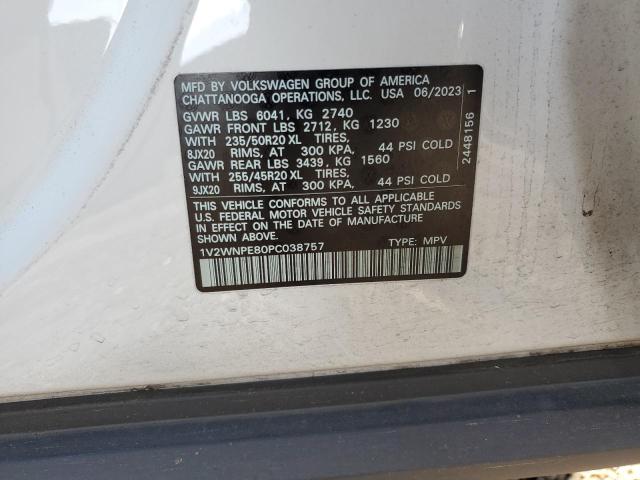 MFD BY VOLKSWAGEN GROUP OF AMERICA
CHATTANOOGA OPERATIONS, LLC. USA 06/2023
GVWR LBS 6041, KG 2740
GAWR FRONT LBS 2712, KG 1230
WITH 235/50R20 XL TIRES,
8JX20 RIMS, AT 300 KPA, 44 PSI COLD
GAWR REAR LBS 3439, KG 1560
WITH 255/45R20 XL TIRES,
9JX20 RIMS, AT 300 KPA, 44 PSI COLD
THIS VEHICLE CONFORMS TO ALL APPLICABLE
U.S. FEDERAL MOTOR VEHICLE SAFETY STANDARDS
IN EFFECT ON THE DATE OF MANUFACTURE
SHOWN ABOVE.
1V2WNPE80PC038757 TYPE: MPV
2448156 1